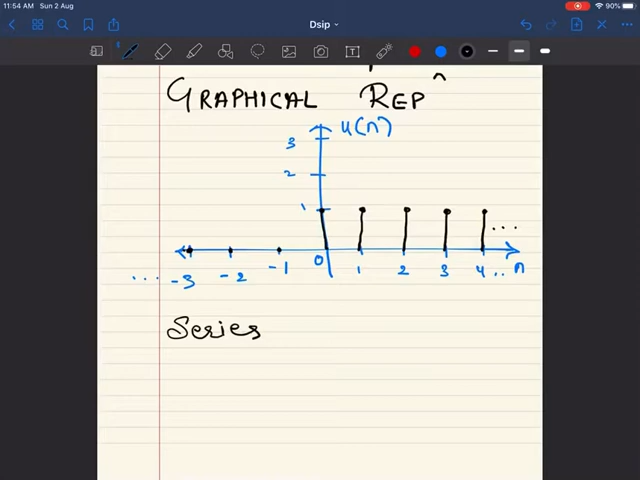 11:54 AM Sun 2 Aug
90%
Dsip
GRAPHICAL REP^n
u(n)
3
2
1
...
... -3 -2 -1 0 1 2 3 4 .. n
Series